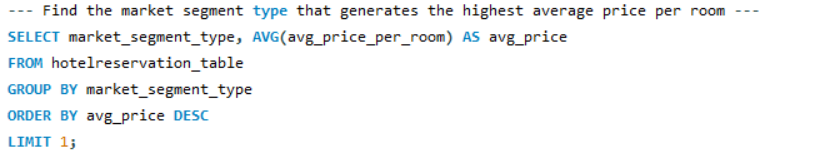 --- Find the market segment type that generates the highest average price per room ---
SELECT market_segment_type, AVG(avg_price_per_room) AS avg_price
FROM hotelreservation_table
GROUP BY market_segment_type
ORDER BY avg_price DESC
LIMIT 1;